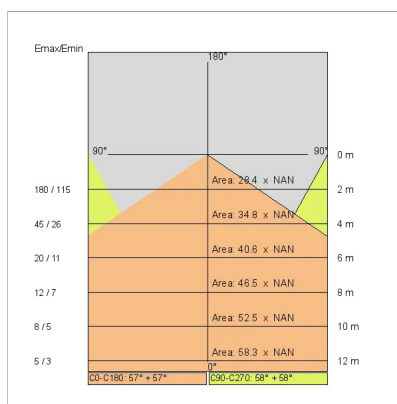 Emax/Emin
180°
90°
90°
0 m
180 / 115
Area: 28.4 x NAN
2 m
45 / 26
Area: 34.8 x NAN
4 m
20 / 11
Area: 40.6 x NAN
6 m
12 / 7
Area: 46.5 x NAN
8 m
8 / 5
Area: 52.5 x NAN
10 m
5 / 3
Area: 58.3 x NAN
12 m
0°
C0-C180: 57° + 57°
C90-C270: 58° + 58°